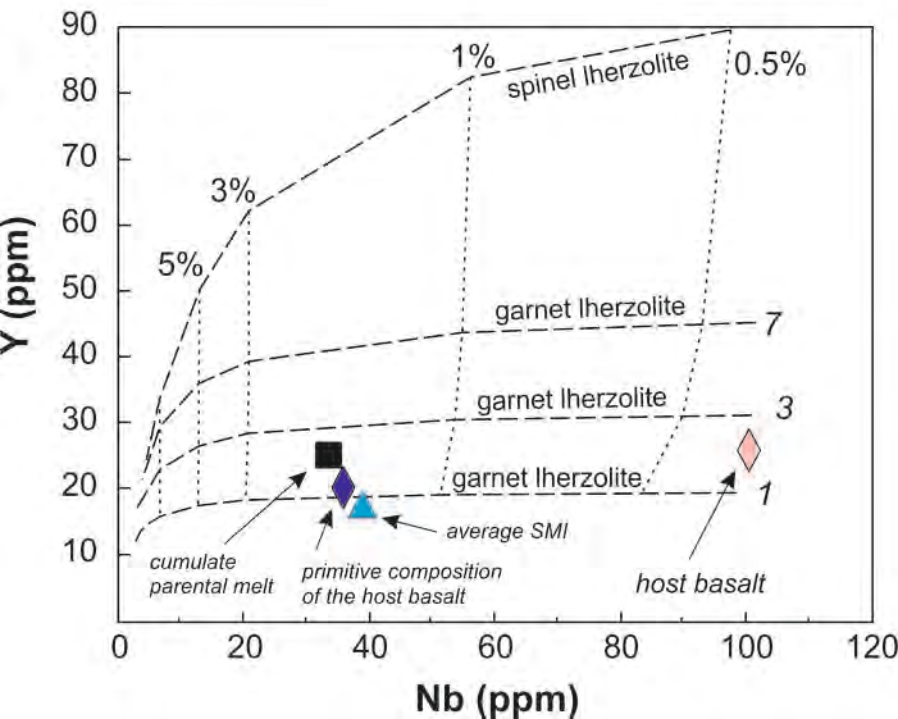 90
80
70
60
50
40
30
20
10
Y (ppm)
1%
0.5%
spinel lherzolite
3%
5%
garnet lherzolite
7
garnet lherzolite
3
garnet lherzolite
1
average SMI
cumulate
parental melt
primitive composition
of the host basalt
host basalt
0 20 40 60 80 100 120
Nb (ppm)